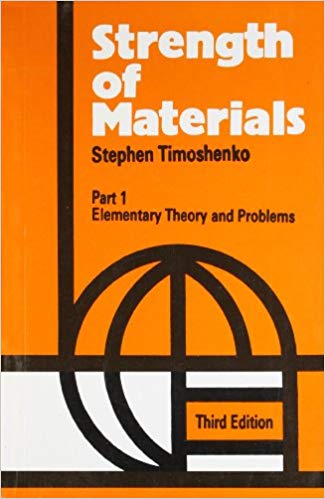 Strength
of
Materials
Stephen Timoshenko
Part 1
Elementary Theory and Problems
Third Edition